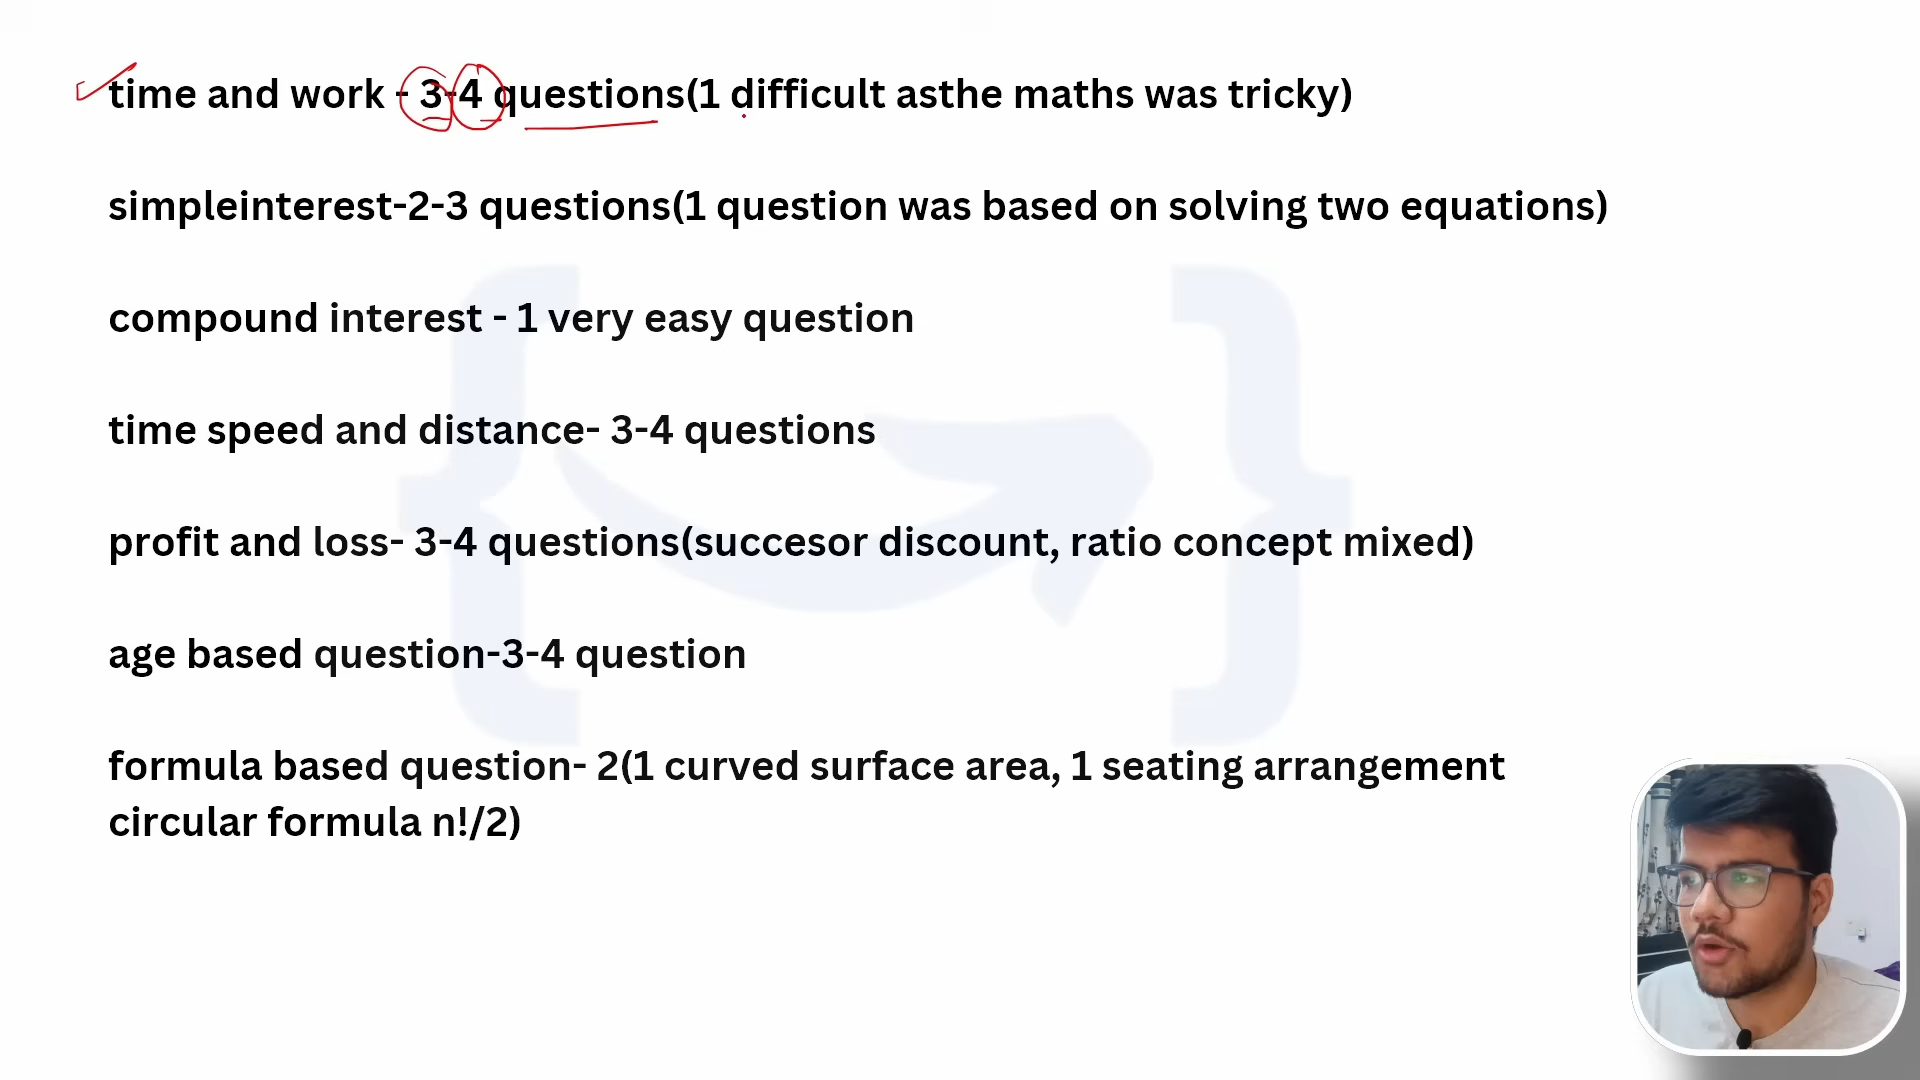 time and work - 3-4 questions(1 difficult asthe maths was tricky)
simpleinterest-2-3 questions(1 question was based on solving two equations)
compound interest - 1 very easy question
time speed and distance- 3-4 questions
profit and loss- 3-4 questions(succesor discount, ratio concept mixed)
age based question-3-4 question
formula based question- 2(1 curved surface area, 1 seating arrangement
circular formula n!/2)